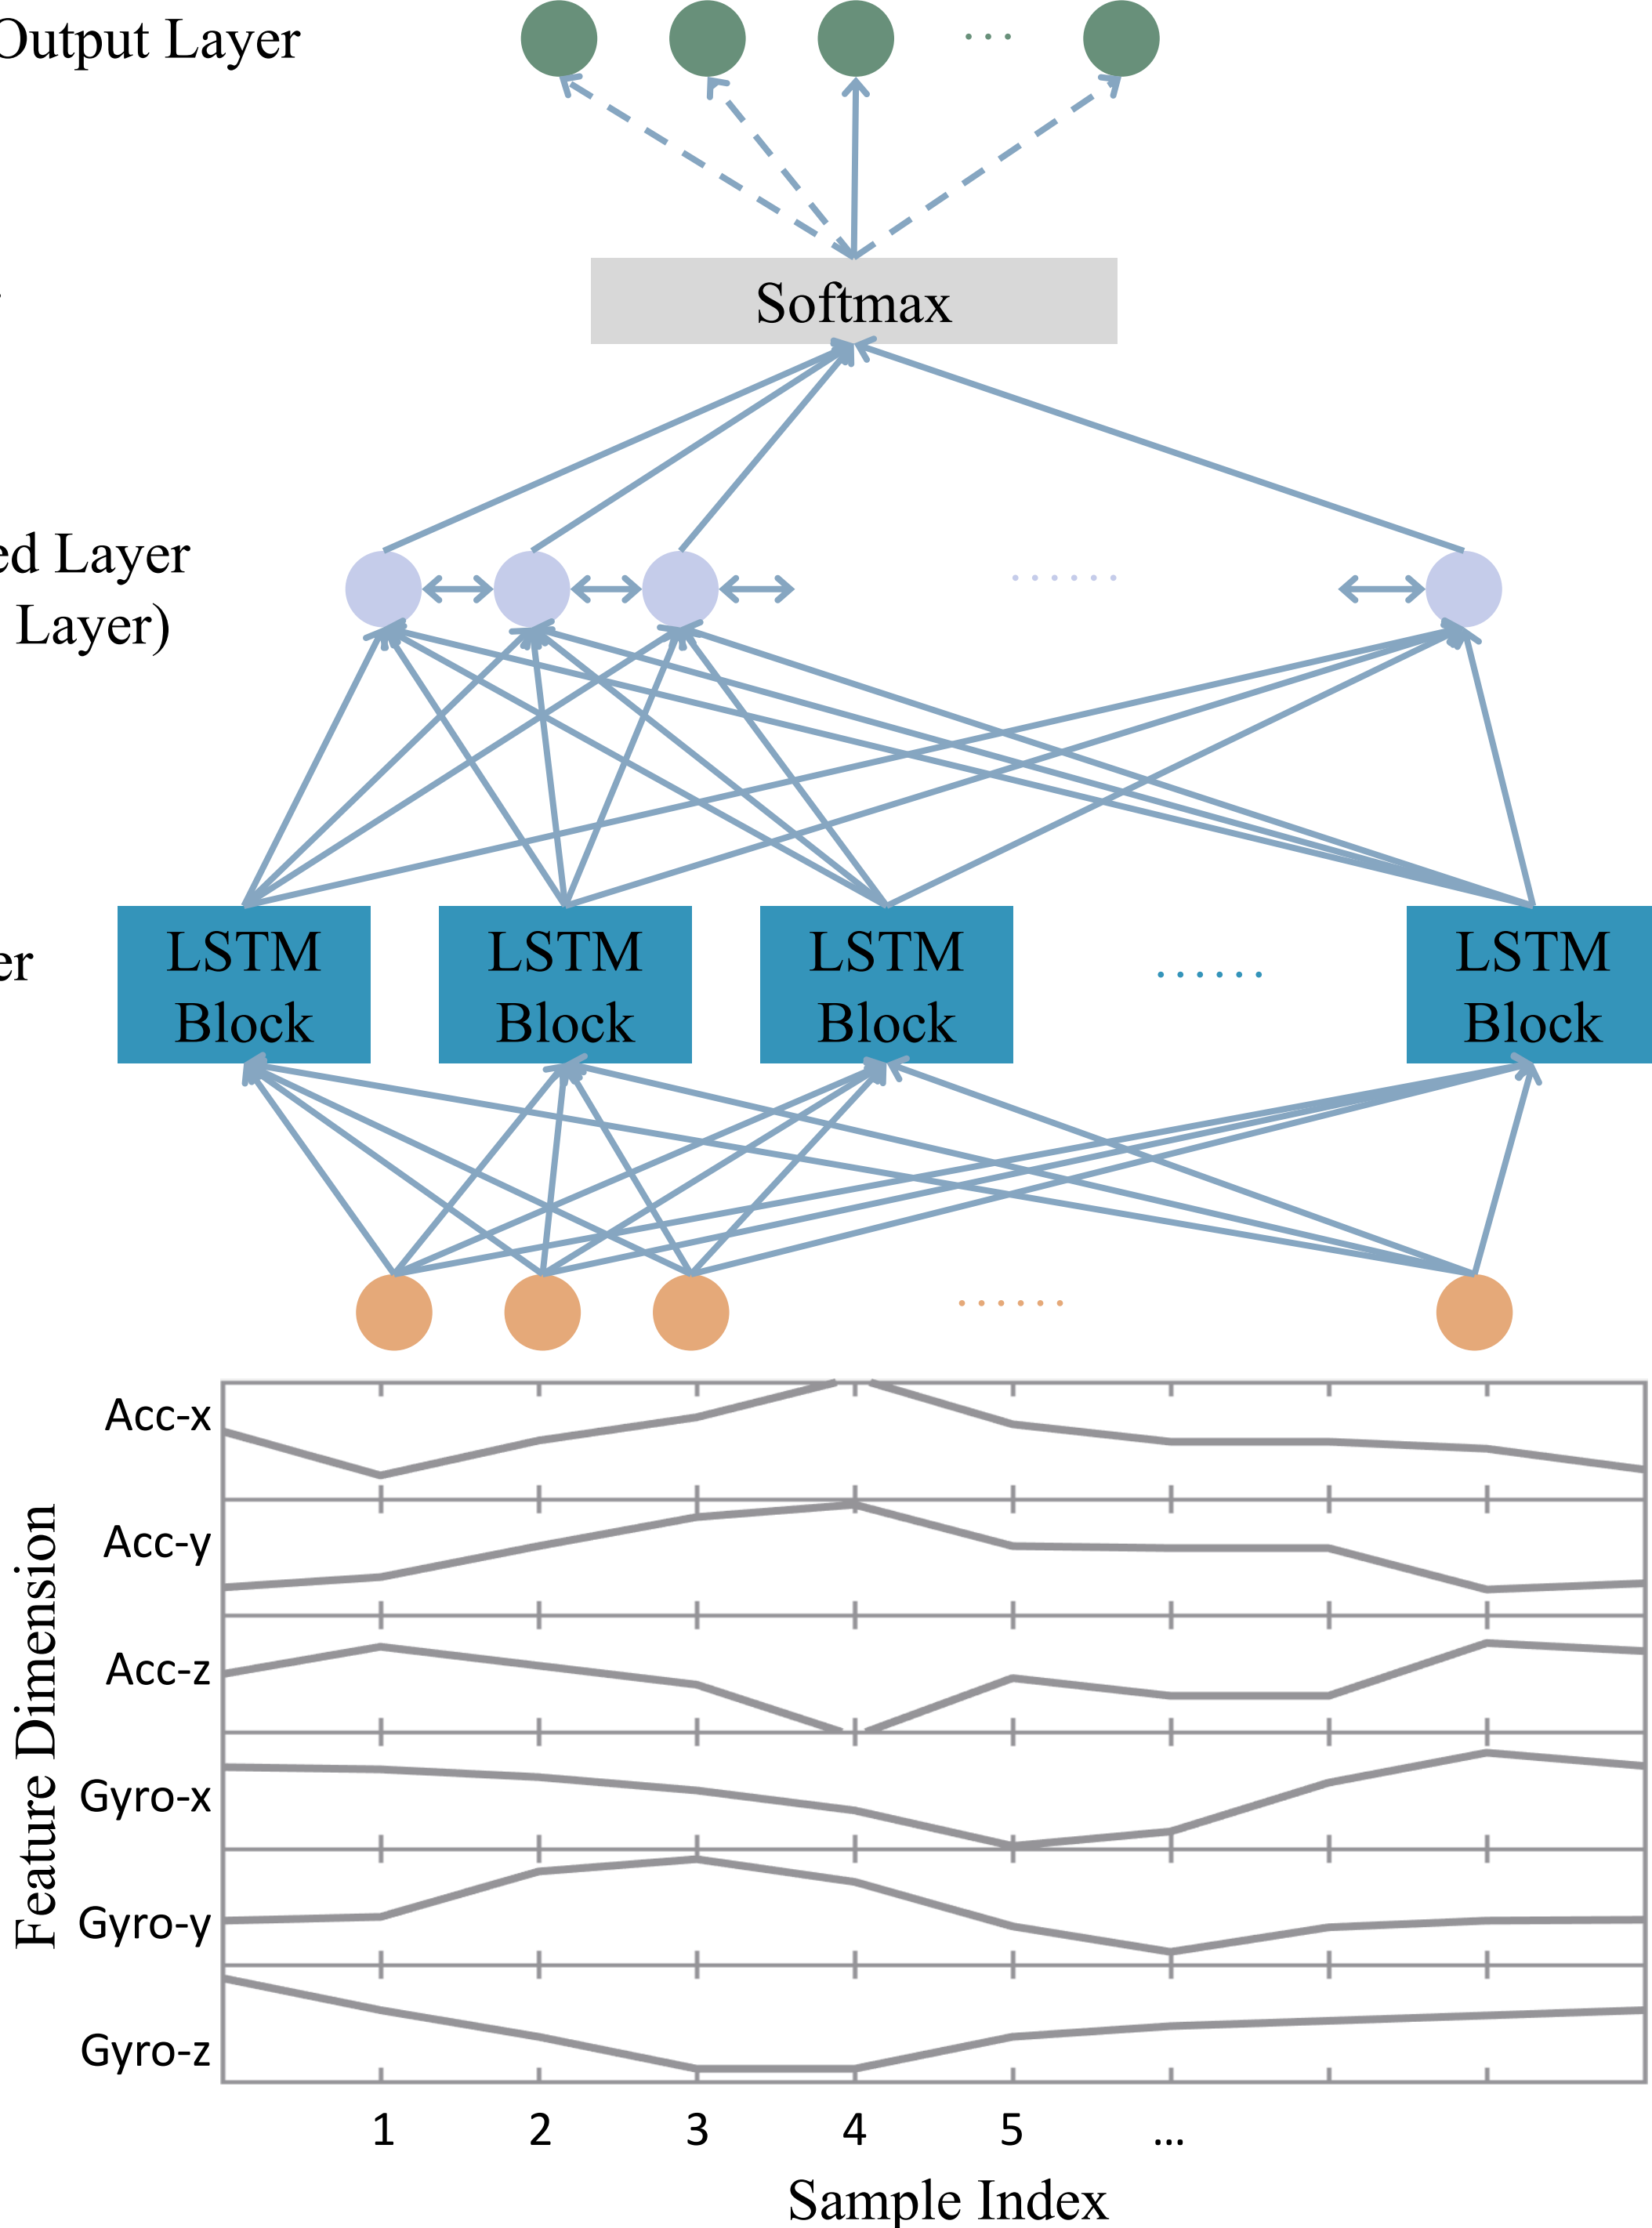 Output Layer
Softmax
ed Layer
Layer)
LSTM LSTM LSTM LSTM
Block Block Block Block
er
Acc-x
Acc-y
Acc-z
Gyro-x
Gyro-y
Gyro-z
Feature Dimension
1 2 3 4 5 ...
Sample Index